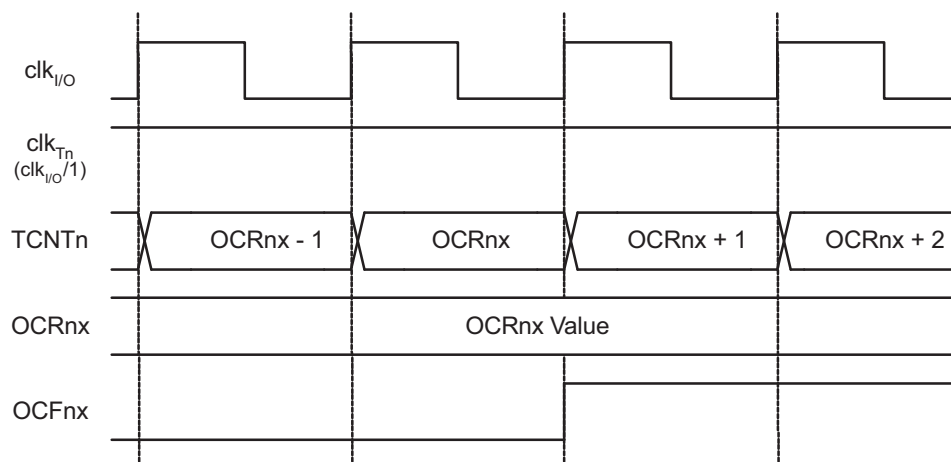 clkI/O
clkTn
(clkI/O/1)
TCNTn OCRnx - 1 OCRnx OCRnx + 1 OCRnx + 2
OCRnx OCRnx Value
OCFnx